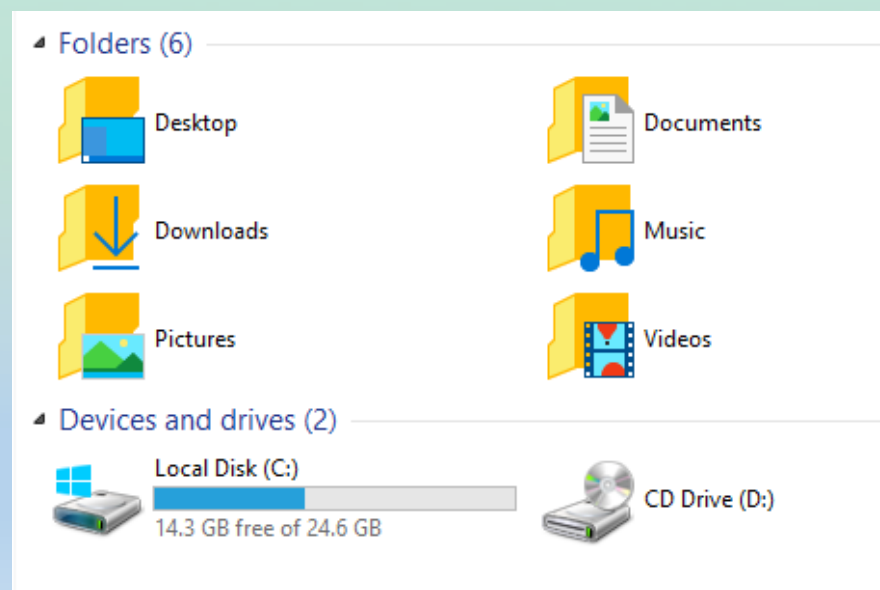 Folders (6)
Desktop
Documents
Downloads
Music
Pictures
Videos
Devices and drives (2)
Local Disk (C:)
14.3 GB free of 24.6 GB
CD Drive (D:)